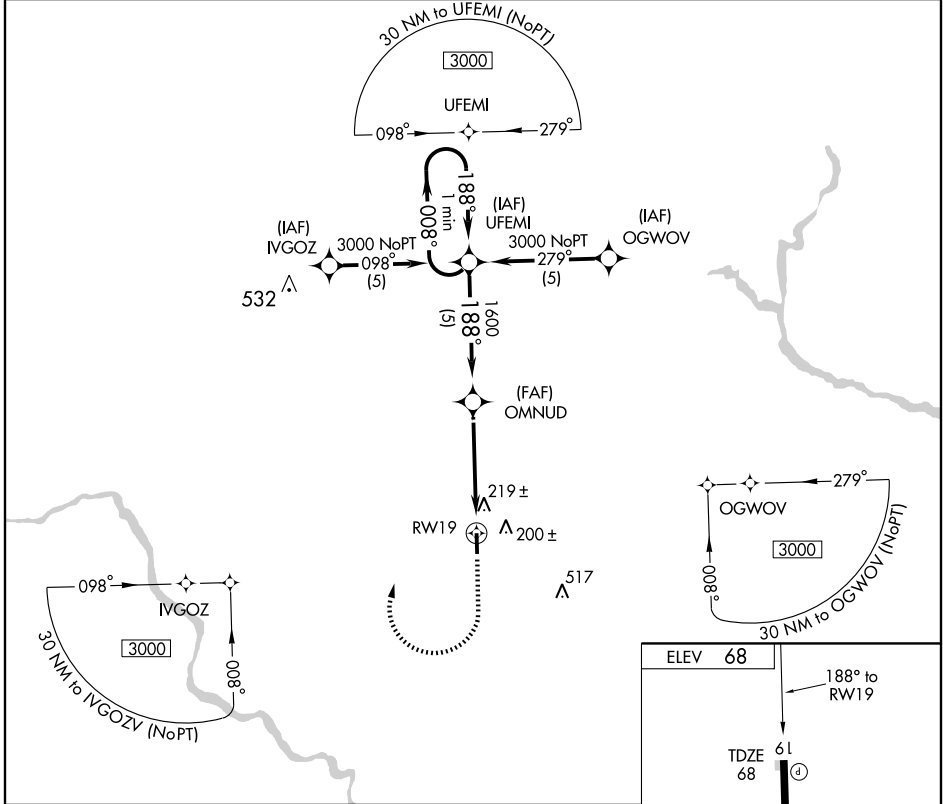 30 NM to UFEMI (NoPT)
3000
UFEMI
098°
279°
188°
1 min
008°
(IAF)
UFEMI
(IAF)
IVGOZ
3000 NoPT
098°
(5)
532
(IAF)
OGWOV
3000 NoPT
279°
(5)
1600
188°
(5)
(FAF)
OMNUD
219 ±
RW19
200 ±
517
279°
OGWOV
3000
008°
30 NM to OGWOV (NoPT)
098°
IVGOZ
3000
008°
30 NM to IVGOZV (NoPT)
ELEV 68
188° to
RW19
19
TDZE
68
P